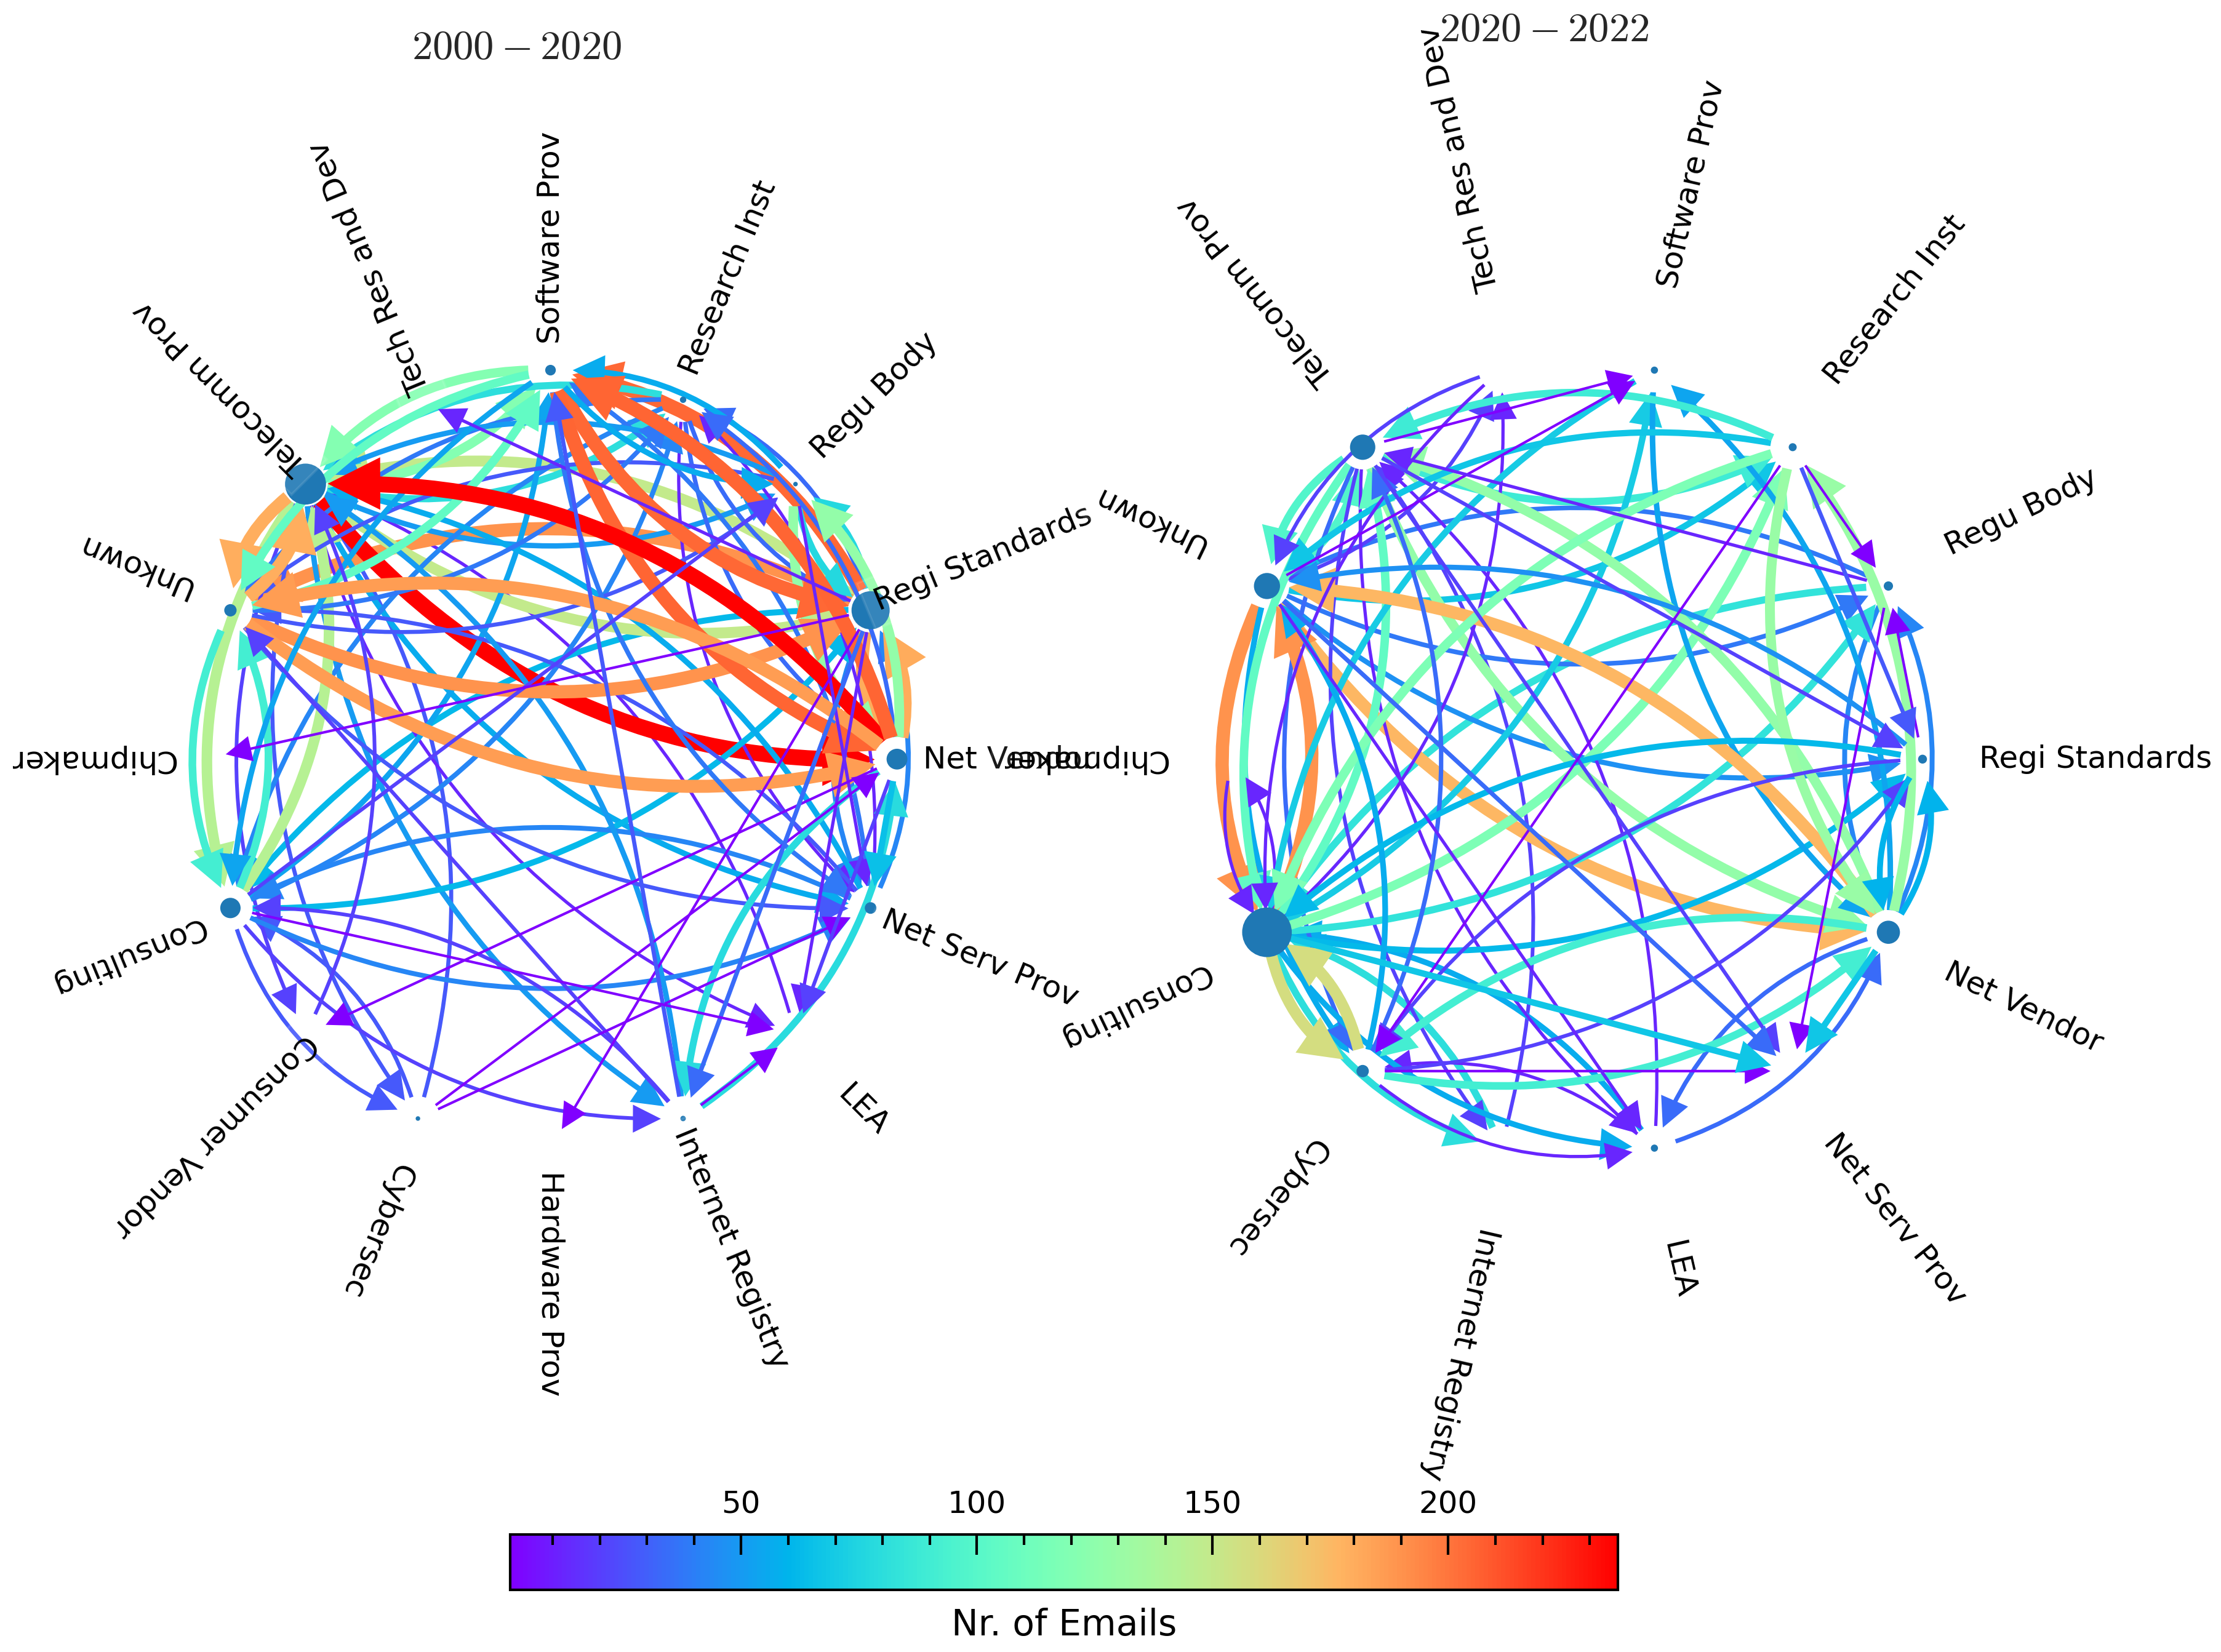 2000 – 2020
Software Prov
Tech Res and Dev
Research Inst
Telecomm Prov
Regu Body
Unkown
Regi Standards
Chipmaker
Net Vendor
Consulting
Net Serv Prov
Consumer Vendor
LEA
Cybersec
Hardware Prov
Internet Registry
2020 – 2022
Tech Res and Dev
Software Prov
Telecomm Prov
Research Inst
Unkown
Regu Body
Chipmaker
Regi Standards
Consulting
Net Vendor
Cybersec
Net Serv Prov
Internet Registry
LEA
50 100 150 200
Nr. of Emails